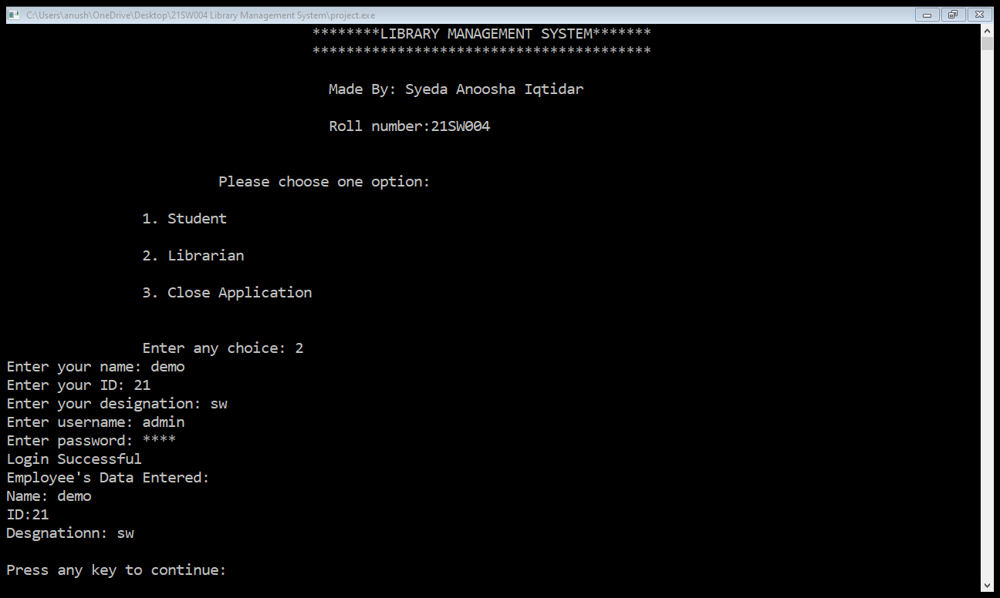 C:\Users\anush\OneDrive\Desktop\21SW004 Library Management System\project.exe
********LIBRARY MANAGEMENT SYSTEM*******
****************************************
Made By: Syeda Anoosha Iqtidar
Roll number:21SW004
Please choose one option:
1. Student
2. Librarian
3. Close Application
Enter any choice: 2
Enter your name: demo
Enter your ID: 21
Enter your designation: sw
Enter username: admin
Enter password: ****
Login Successful
Employee's Data Entered:
Name: demo
ID:21
Desgnationn: sw
Press any key to continue: